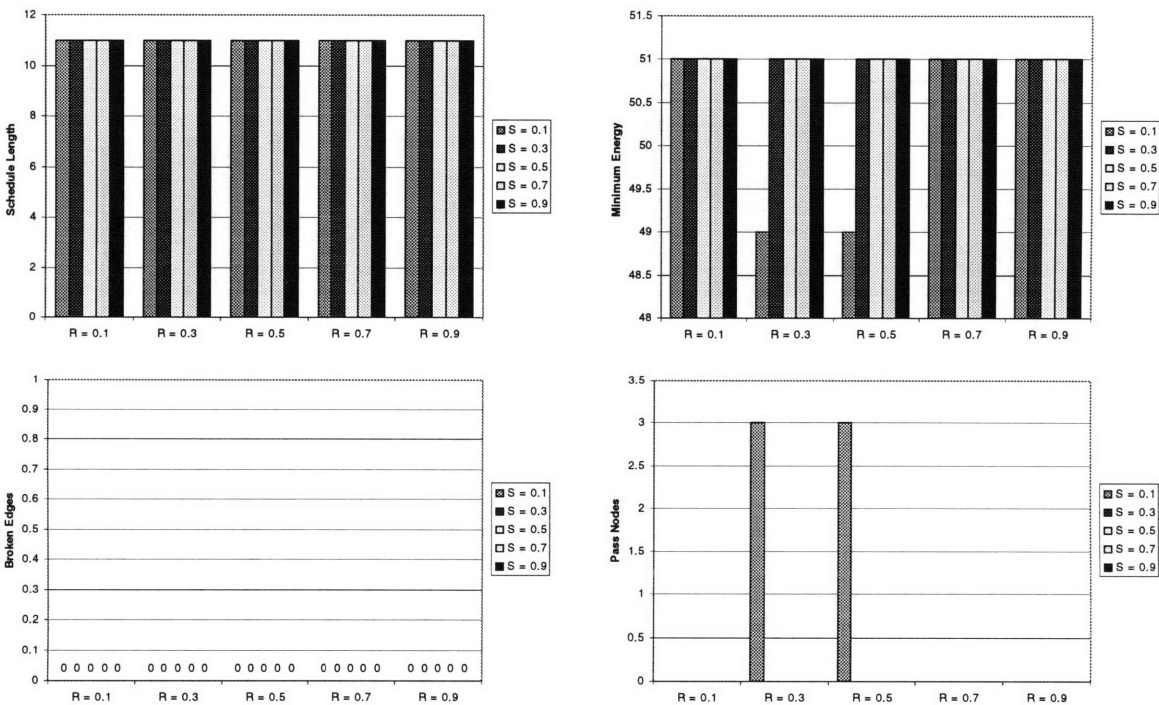 12
10
8
6
4
2
0
Schedule Length
R = 0.1 R = 0.3 R = 0.5 R = 0.7 R = 0.9
S = 0.1
S = 0.3
S = 0.5
S = 0.7
S = 0.9
51.5
51
50.5
50
49.5
49
48.5
48
Minimum Energy
R = 0.1 R = 0.3 R = 0.5 R = 0.7 R = 0.9
S = 0.1
S = 0.3
S = 0.5
S = 0.7
S = 0.9
1
0.9
0.8
0.7
0.6
0.5
0.4
0.3
0.2
0.1
0
Broken Edges
0 0 0 0 0 0 0 0 0 0 0 0 0 0 0 0 0 0 0 0 0 0 0 0 0
R = 0.1 R = 0.3 R = 0.5 R = 0.7 R = 0.9
S = 0.1
S = 0.3
S = 0.5
S = 0.7
S = 0.9
3.5
3
2.5
2
1.5
1
0.5
0
Pass Nodes
R = 0.1 R = 0.3 R = 0.5 R = 0.7 R = 0.9
S = 0.1
S = 0.3
S = 0.5
S = 0.7
S = 0.9